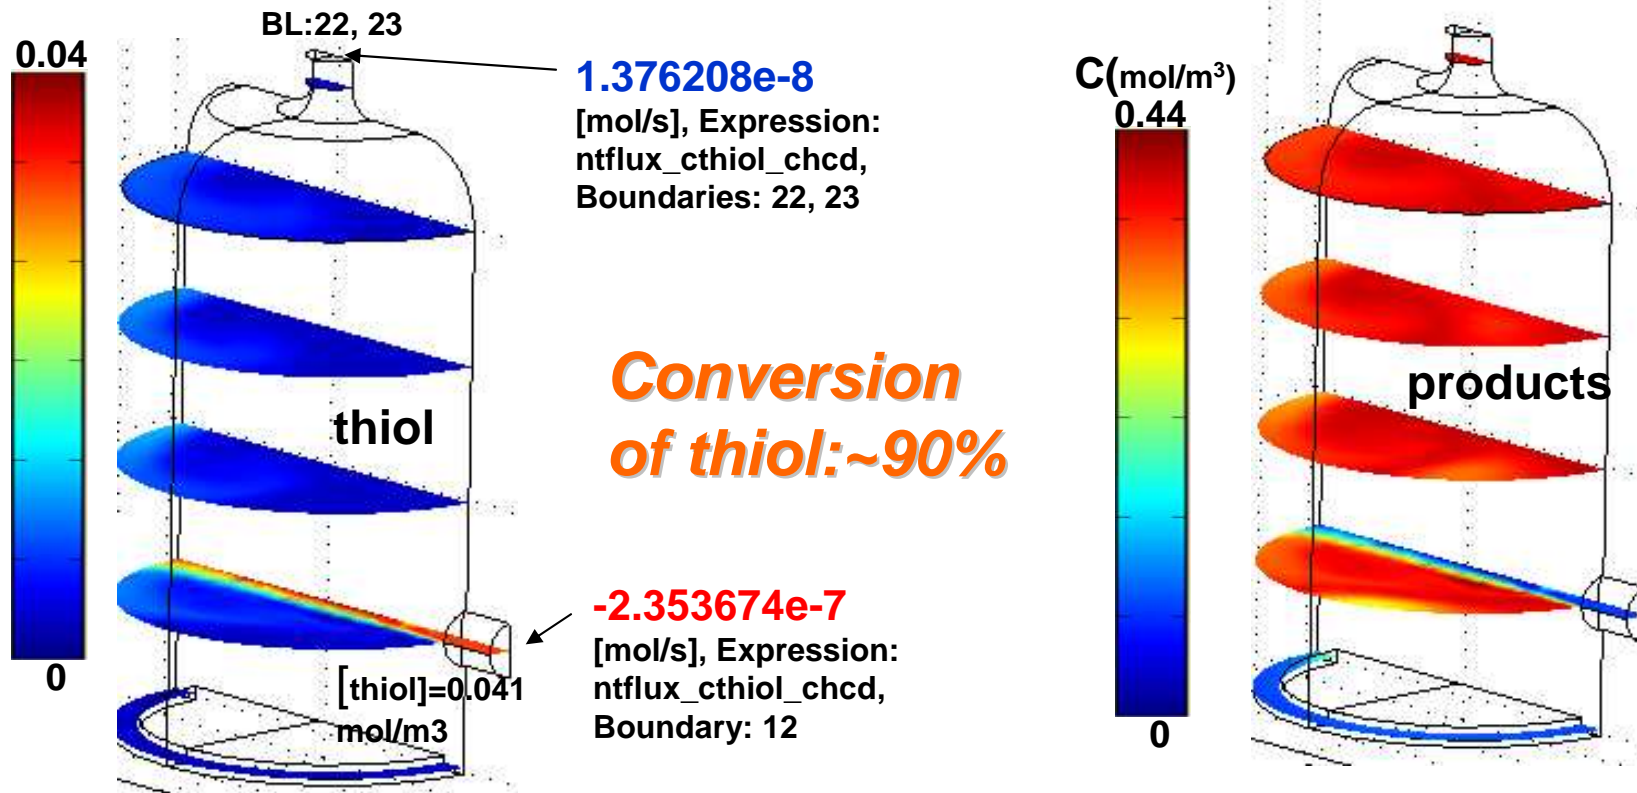 BL:22, 23
0.04
1.376208e-8
[mol/s], Expression:
ntflux_cthiol_chcd,
Boundaries: 22, 23
C(mol/m³)
0.44
Conversion
of thiol:~90%
thiol
products
-2.353674e-7
[mol/s], Expression:
ntflux_cthiol_chcd,
Boundary: 12
[thiol]=0.041
mol/m3
0
0